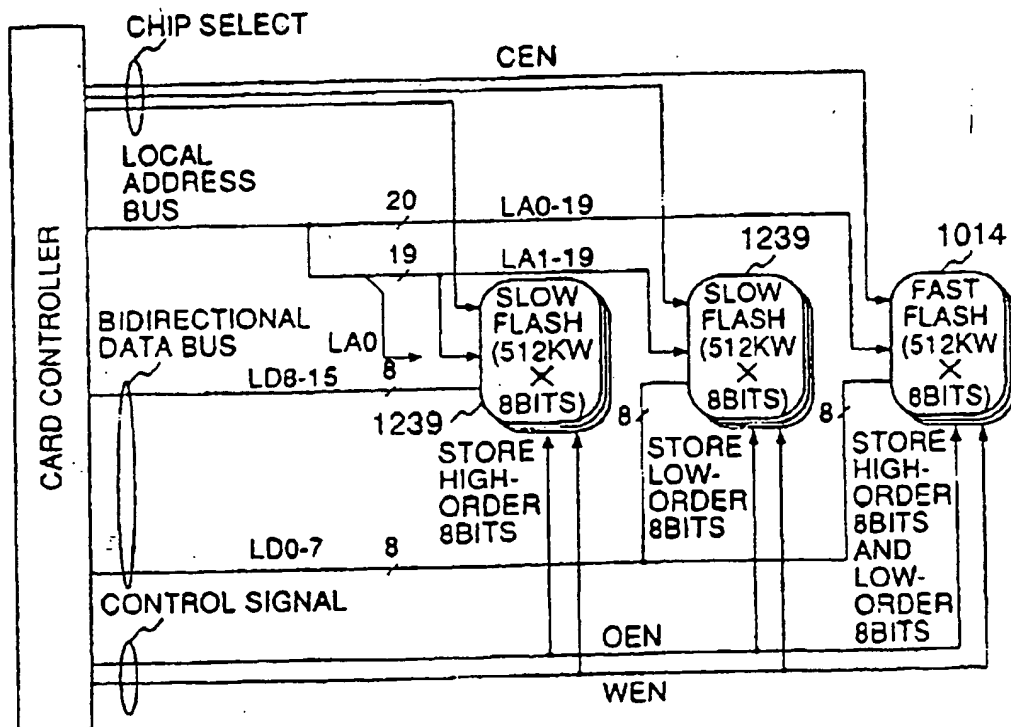 CHIP SELECT
CEN
LOCAL
ADDRESS
BUS
20
LA0-19
19
LA1-19
1239
1014
CARD CONTROLLER
BIDIRECTIONAL
DATA BUS
LA0
SLOW
FLASH
(512KW
×
8BITS)
SLOW
FLASH
(512KW
×
8BITS)
FAST
FLASH
(512KW
×
8BITS)
LD8-15
8
1239
8
8
STORE
HIGH-
ORDER
8BITS
STORE
LOW-
ORDER
8BITS
STORE
HIGH-
ORDER
8BITS
AND
LOW-
ORDER
8BITS
LD0-7
8
CONTROL SIGNAL
OEN
WEN